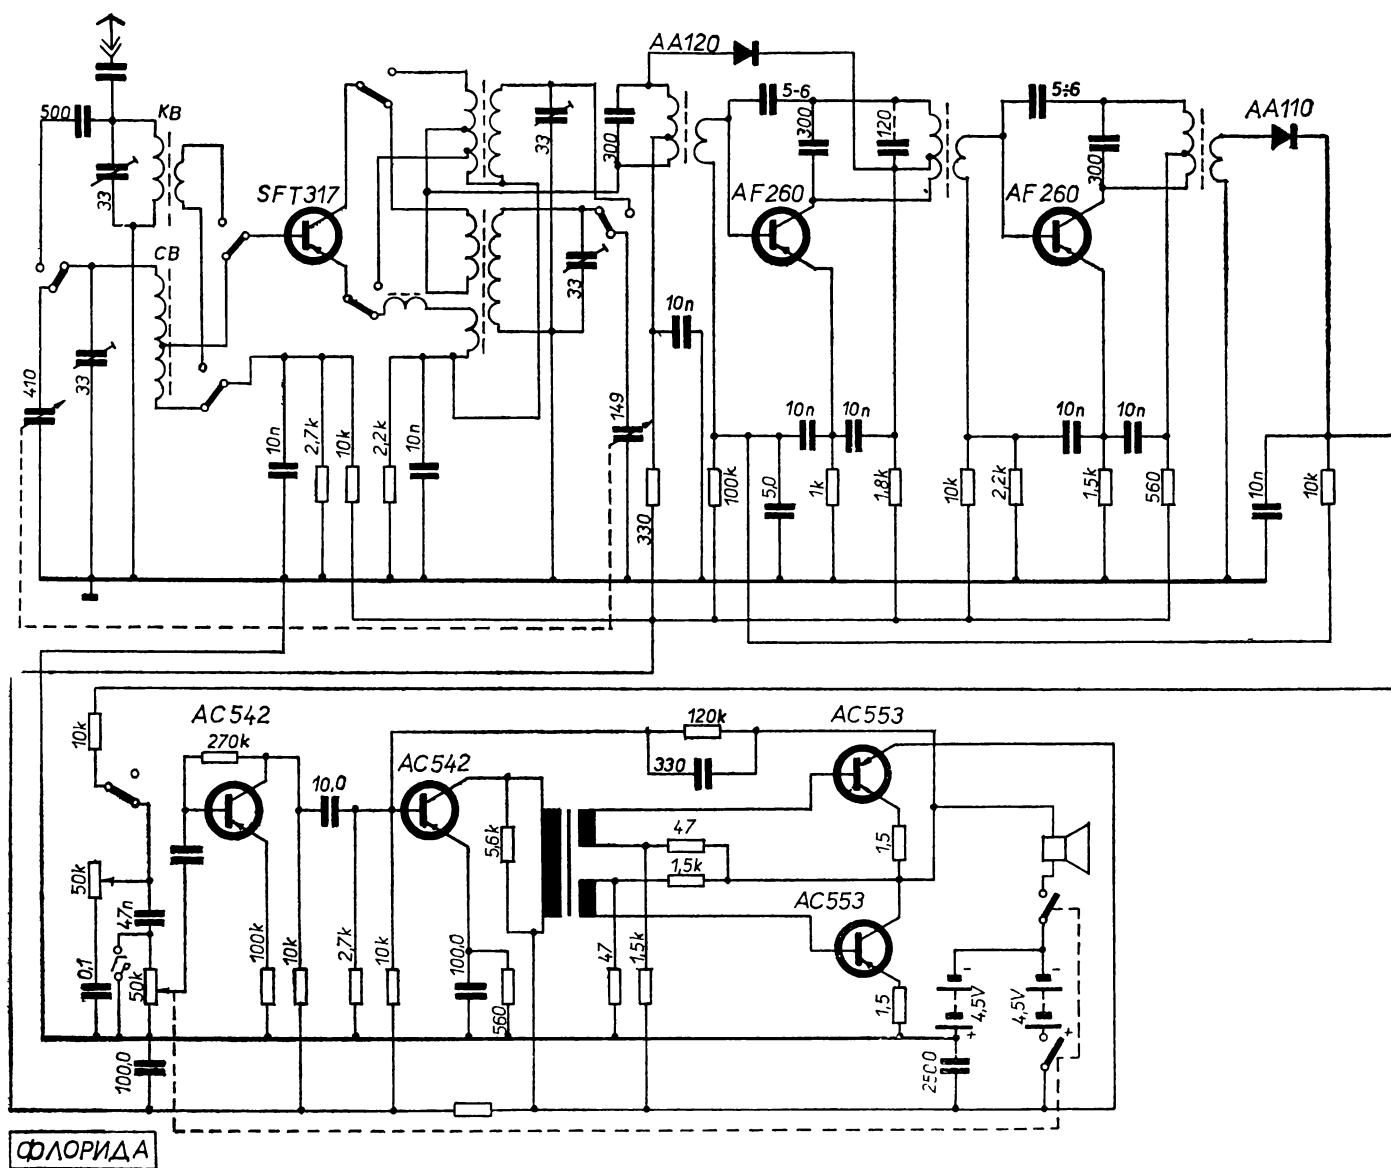 AA120
5-6
5÷6
AA110
500
КВ
33
33
300
300
120
300
SFT317
AF260
AF260
СВ
33
10n
410
33
149
10n
10n
10n
10n
10n
2,7k
10k
2,2k
10n
330
100k
5,0
1k
1,8k
10k
2,2k
1,5k
560
10n
10k
AC542
120k
AC553
10k
270k
AC542
330
10,0
47
5,6k
1,5
50k
1,5k
AC553
47n
0,1
50k
100k
10k
2,7k
10k
100,0
560
47
1,5k
1,5
-
4,5V
+
-
4,5V
+
100,0
2500
ФЛОРИДА